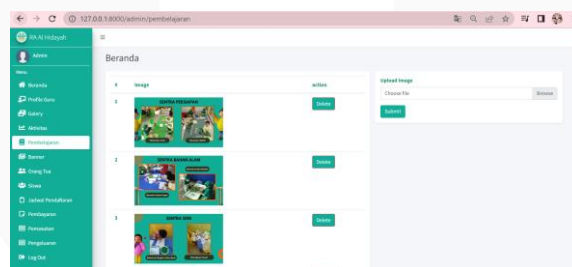 127.0.0.1:8000/admin/pembelajaran
RA Al Hidayah
Admin
Menu
Beranda
Profile Guru
Galery
Aktivitas
Pembelajaran
Banner
Orang Tua
Siswa
Jadwal Pendaftaran
Pembayaran
Pemasukan
Pengeluaran
Log Out
Beranda
# Image action
1 SENTRA PERSIAPAN Delete
2 SENTRA BAHAN ALAM Delete
3 SENTRA SENI Delete
Upload Image
Choose file Browse
Submit